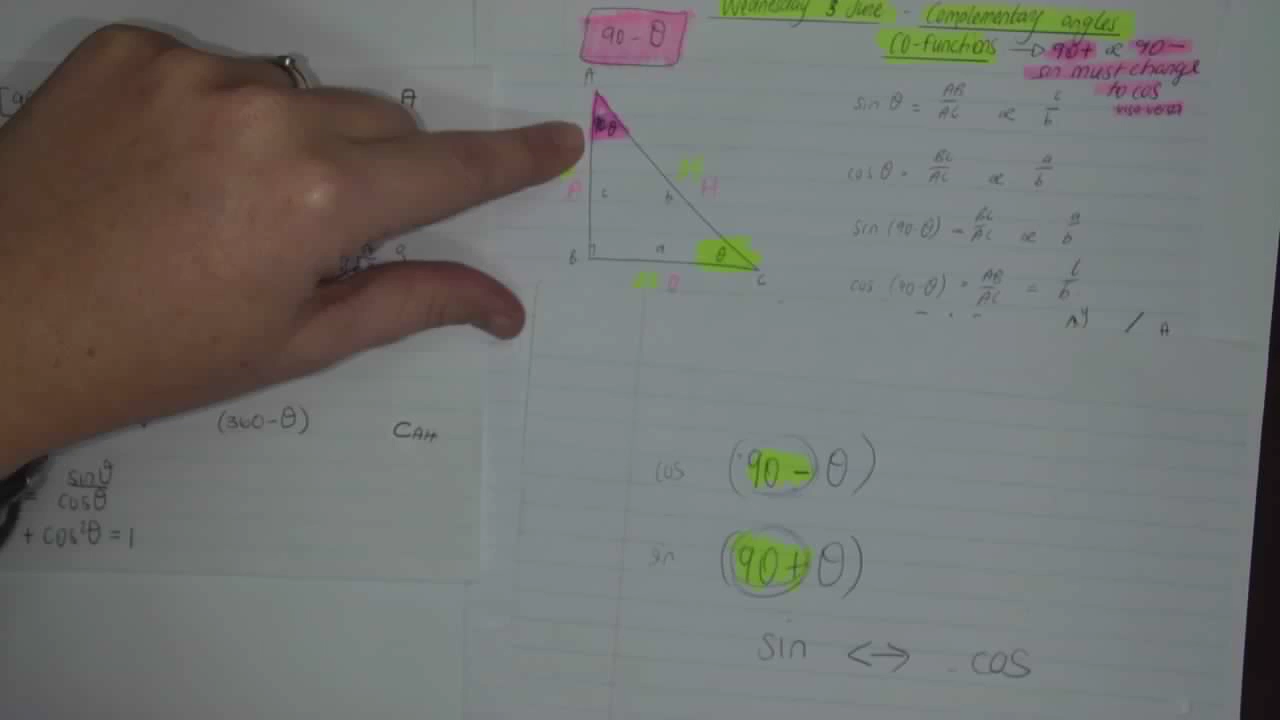 90 - θ
Wednesday 3 June - Complementary angles
CO-functions → 90+ or 90-
sin must change
to cos
visa versa
A
θ
A
c
b
H
B
a
θ
C
O
sin θ = AB/AC or c/b
cos θ = BC/AC or a/b
sin (90-θ) = BC/AC or a/b
cos (90-θ) = AB/AC = c/b
A
A
(360-θ)
CAH
= sinθ/cosθ
+ cos²θ = 1
cos (90 - θ)
sin (90 + θ)
sin <-> cos